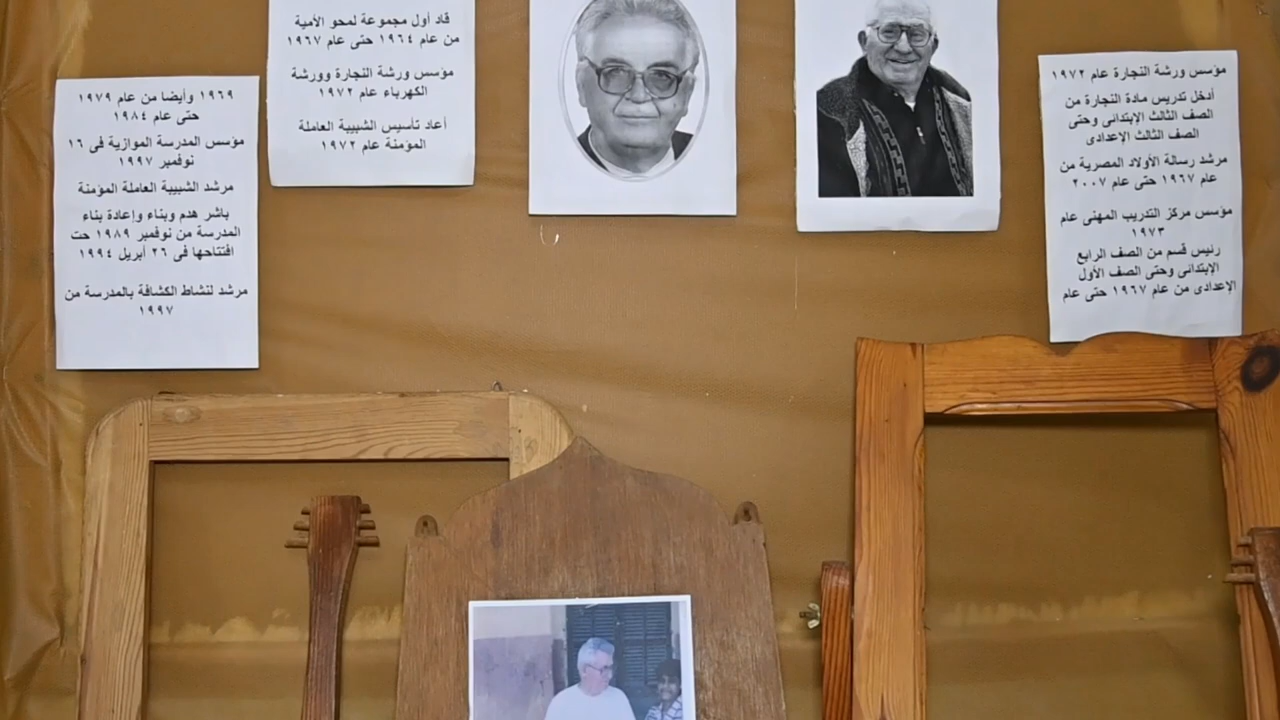 مؤسس ورشة النجارة عام ١٩٧٢
أدخل تدريس مادة النجارة من
الصف الثالث الإبتدائى وحتى
الصف الثالث الإعدادى
مرشد رسالة الأولاد المصرية من
عام ١٩٦٧ حتى عام ٢٠٠٧
مؤسس مركز التدريب المهنى عام
١٩٧٣
رئيس قسم من الصف الرابع
الإبتدائى وحتى الصف الأول
الإعدادى من عام ١٩٦٧ حتى عام
قاد أول مجموعة لمحو الأمية
من عام ١٩٦٤ حتى عام ١٩٦٧
مؤسس ورشة النجارة وورشة
الكهرباء عام ١٩٧٢
أعاد تأسيس الشبيبة العاملة
المؤمنة عام ١٩٧٢
١٩٦٩ وأيضا من عام ١٩٧٩
حتى عام ١٩٨٤
مؤسس المدرسة الموازية فى ١٦
نوفمبر ١٩٩٧
مرشد الشبيبة العاملة المؤمنة
باشر هدم وبناء وإعادة بناء
المدرسة من نوفمبر ١٩٨٩ حت
افتتاحها فى ٢٦ أبريل ١٩٩٤
مرشد لنشاط الكشافة بالمدرسة من
١٩٩٧